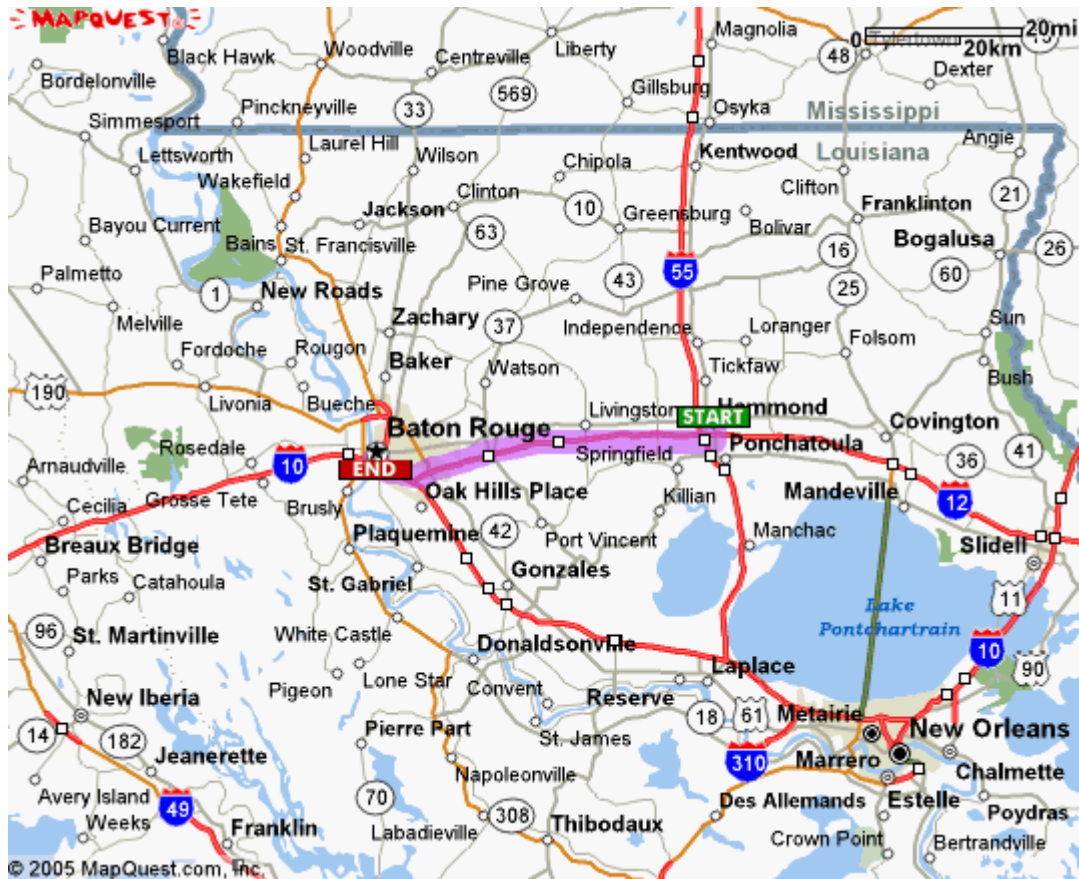 MAPQUEST
Black Hawk
Woodville
Centreville
Liberty
Magnolia
48
0
20mi
20km
Bordelonville
33
569
Gillsburg
Dexter
Pinckneyville
Osyka
Mississippi
Simmesport
Laurel Hill
Wilson
Chipola
Kentwood
Louisiana
Angie
Lettsworth
Wakefield
Clinton
Clifton
21
Bayou Current
Jackson
10
Greensburg
Bolivar
Franklinton
Bains
St. Francisville
63
16
Bogalusa
26
Palmetto
1
New Roads
Pine Grove
43
55
25
60
Melville
Zachary
37
Independence
Loranger
Folsom
Sun
Fordoche
Rougon
Baker
Watson
Tickfaw
Bush
190
Livonia
Bueche
Baton Rouge
Livingston
START
Hammond
Covington
Rosedale
10
END
Springfield
Ponchatoula
36
41
Arnaudville
Grosse Tete
Brusly
Oak Hills Place
Killian
Mandeville
12
Cecilia
Plaquemine
42
Port Vincent
Manchac
Slidell
Breaux Bridge
Parks
Catahoula
St. Gabriel
Gonzales
11
96
St. Martinville
White Castle
Donaldsonville
Lake
Pontchartrain
10
90
Pigeon
Lone Star
Convent
Reserve
Laplace
New Iberia
18
61
Metairie
New Orleans
14
182
Jeanerette
Pierre Part
St. James
310
Marrero
Chalmette
Avery Island
Napoleonville
Des Allemands
Estelle
Poydras
Weeks
49
Franklin
70
Labadieville
308
Thibodaux
Crown Point
Bertrandville
© 2005 MapQuest.com, Inc.